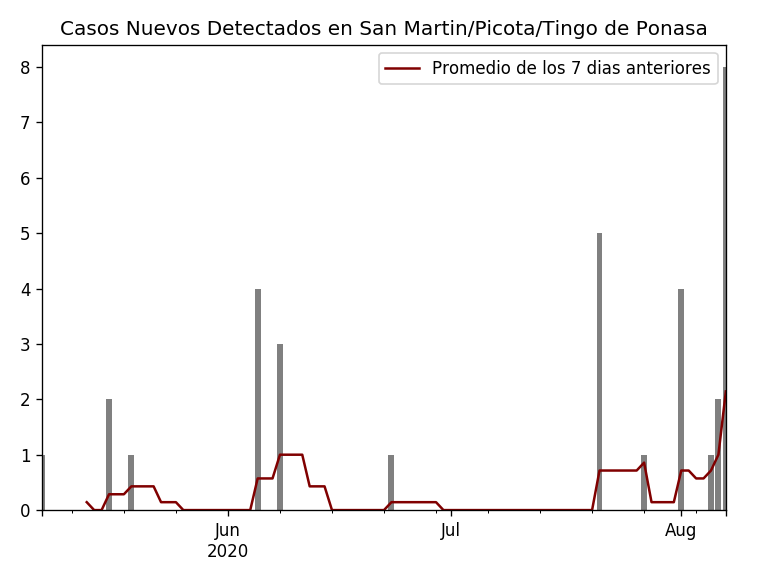 Casos Nuevos Detectados en San Martin/Picota/Tingo de Ponasa
Promedio de los 7 dias anteriores
8
7
6
5
4
3
2
1
0
Jun
2020
Jul
Aug